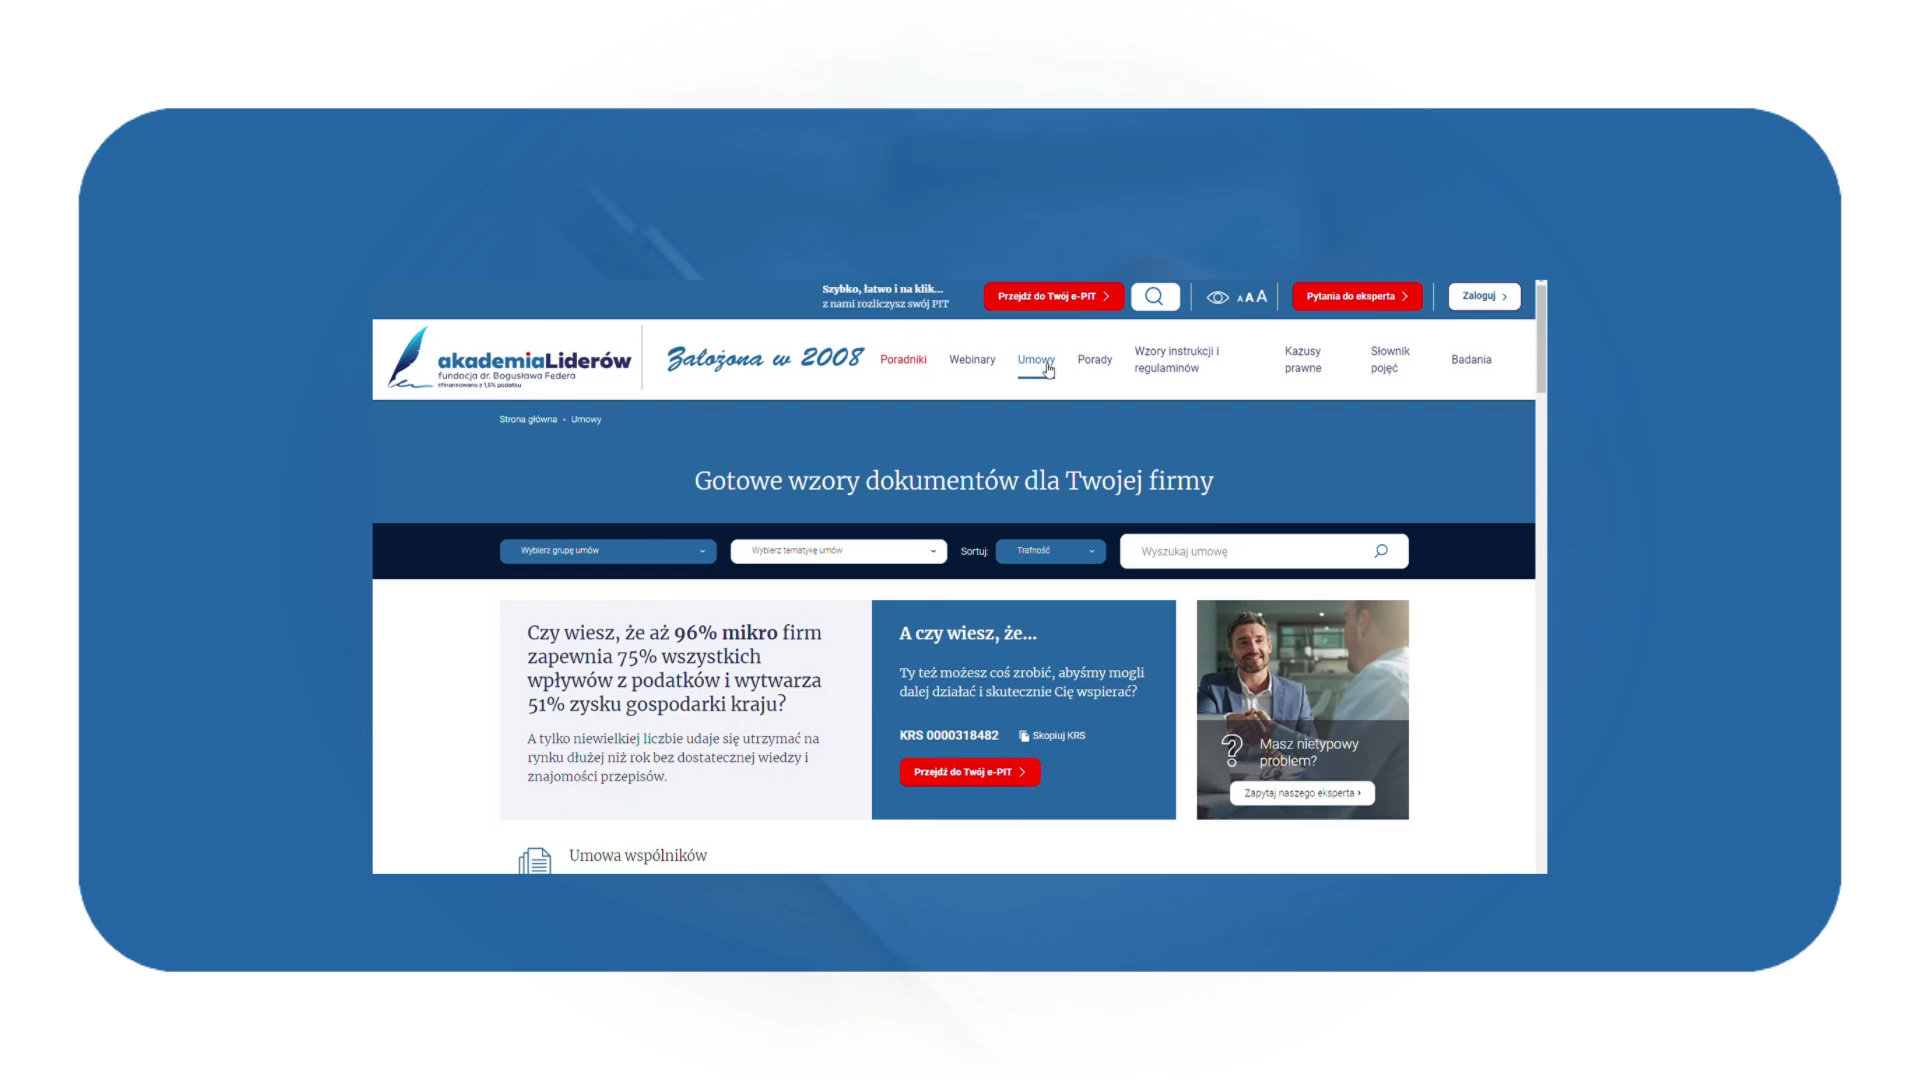 Szybko, łatwo i na klik...
z nami rozliczysz swój PIT
Przejdź do Twój e-PIT
A A A
Pytania do eksperta
Zaloguj
akademiaLiderów
fundacja dr. Bogusława Federa
sfinansowano z 1,5% podatku
Założona w 2008
Poradniki
Webinary
Umowy
Porady
Wzory instrukcji i
regulaminów
Kazusy
prawne
Słownik
pojęć
Badania
Strona główna • Umowy
Gotowe wzory dokumentów dla Twojej firmy
Wybierz grupę umów
Wybierz tematykę umów
Sortuj:
Trafność
Wyszukaj umowę
Czy wiesz, że aż 96% mikro firm
zapewnia 75% wszystkich
wpływów z podatków i wytwarza
51% zysku gospodarki kraju?
A tylko niewielkiej liczbie udaje się utrzymać na
rynku dłużej niż rok bez dostatecznej wiedzy i
znajomości przepisów.
A czy wiesz, że...
Ty też możesz coś zrobić, abyśmy mogli
dalej działać i skutecznie Cię wspierać?
KRS 0000318482
Skopiuj KRS
Przejdź do Twój e-PIT
Masz nietypowy
problem?
Zapytaj naszego eksperta
Umowa wspólników